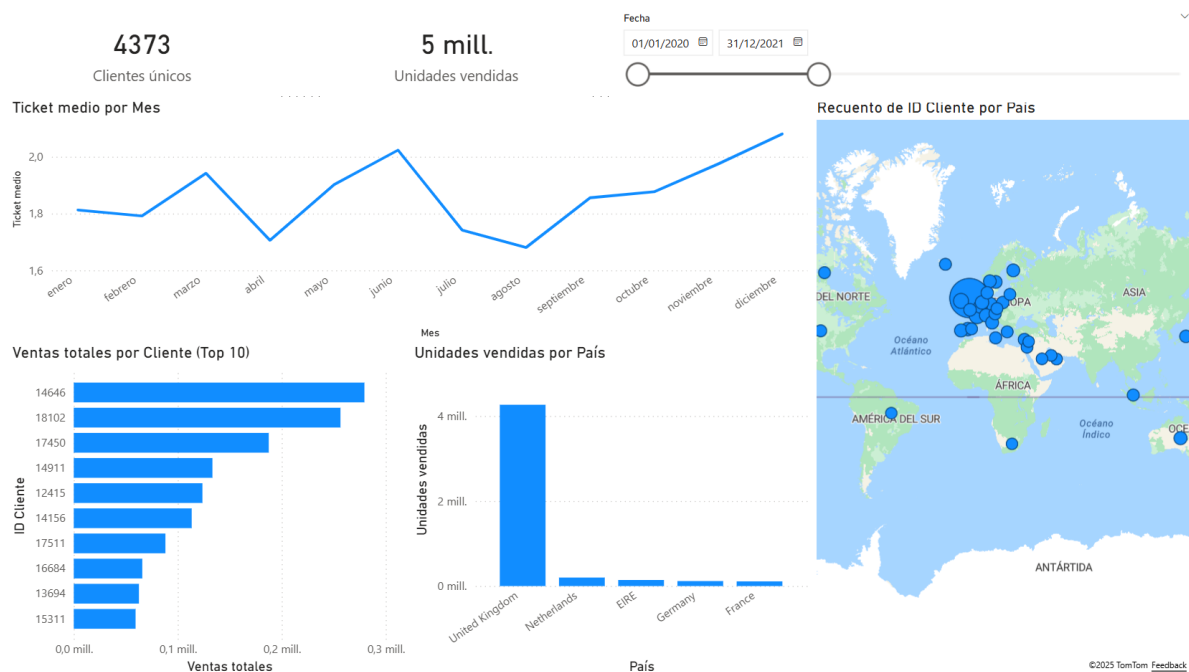 4373
Clientes únicos
5 mill.
Unidades vendidas
Fecha
01/01/2020
31/12/2021
Ticket medio por Mes
Ticket medio
2,0
1,8
1,6
enero
febrero
marzo
abril
mayo
junio
julio
agosto
septiembre
octubre
noviembre
diciembre
Mes
Ventas totales por Cliente (Top 10)
ID Cliente
14646
18102
17450
14911
12415
14156
17511
16684
13694
15311
0,0 mill.
0,1 mill.
0,2 mill.
0,3 mill.
Ventas totales
Unidades vendidas por País
Unidades vendidas
4 mill.
2 mill.
0 mill.
United Kingdom
Netherlands
EIRE
Germany
France
País
Recuento de ID Cliente por País
DEL NORTE
OPA
ASIA
Océano
Atlántico
ÁFRICA
AMÉRICA DEL SUR
Océano
Índico
OCE
ANTÁRTIDA
©2025 TomTom Feedback